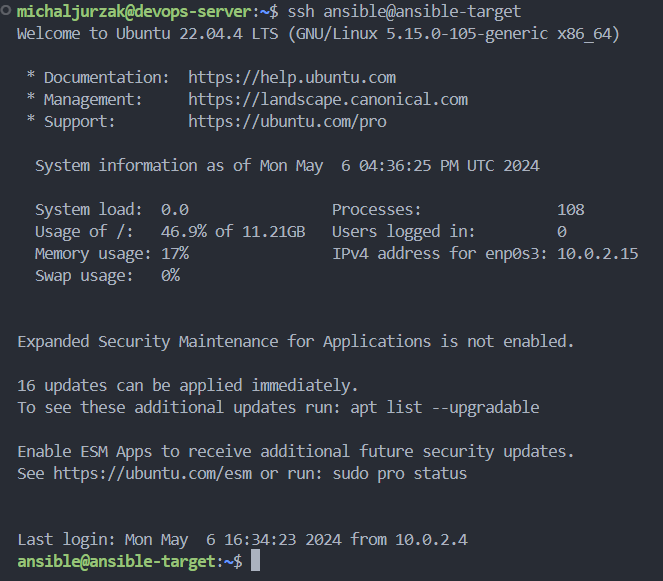 michaljurzak@devops-server:~$ ssh ansible@ansible-target
Welcome to Ubuntu 22.04.4 LTS (GNU/Linux 5.15.0-105-generic x86_64)
* Documentation:  https://help.ubuntu.com
* Management:     https://landscape.canonical.com
* Support:        https://ubuntu.com/pro
System information as of Mon May  6 04:36:25 PM UTC 2024
System load:  0.0                Processes:               108
Usage of /:   46.9% of 11.21GB   Users logged in:         0
Memory usage: 17%                IPv4 address for enp0s3: 10.0.2.15
Swap usage:   0%
Expanded Security Maintenance for Applications is not enabled.
16 updates can be applied immediately.
To see these additional updates run: apt list --upgradable
Enable ESM Apps to receive additional future security updates.
See https://ubuntu.com/esm or run: sudo pro status
Last login: Mon May  6 16:34:23 2024 from 10.0.2.4
ansible@ansible-target:~$